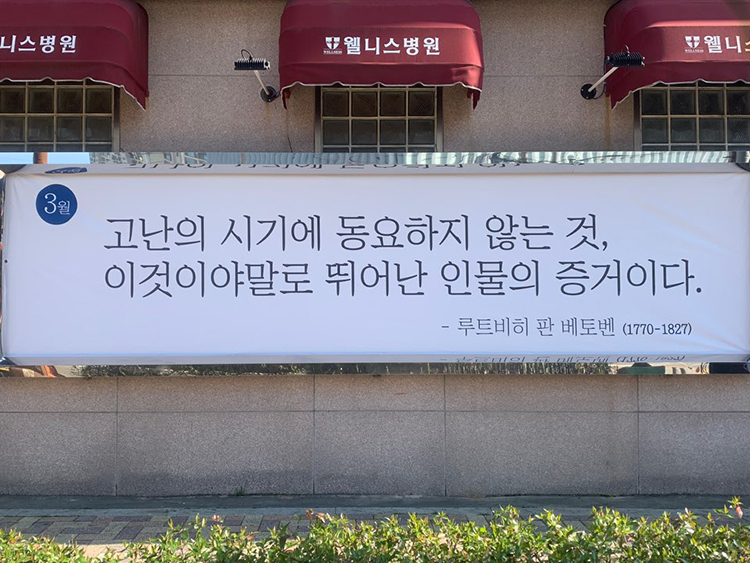 니스병원
웰니스병원
WELLNESS
웰니스
3월
고난의 시기에 동요하지 않는 것,
이것이야말로 뛰어난 인물의 증거이다.
- 루트비히 판 베토벤 (1770-1827)